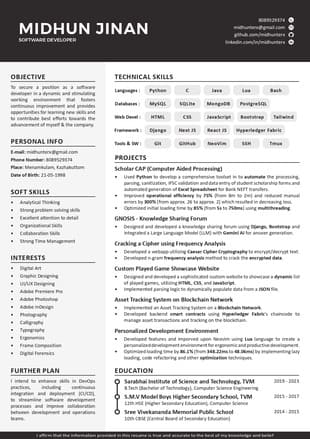 MIDHUN JINAN
SOFTWARE DEVELOPER
8089529374
midhunterx@gmail.com
github.com/midhunterx
linkedin.com/in/midhunterx
OBJECTIVE
To secure a position as a software
developer in a dynamic and stimulating
working environment that fosters
continuous improvement and provides
opportunities for learning new skills and
to contribute best efforts towards the
advancement of myself & the company.
PERSONAL INFO
E-mail: midhunterx@gmail.com
Phone Number: 8089529374
Place: Manamkulam, Kozhakuttom
Date of Birth: 21-05-1998
SOFT SKILLS
Analytical Thinking
Strong problem solving skills
Excellent attention to detail
Organisational Skills
Collaboration Skills
Strong Time Management
INTERESTS
Digital Art
Graphic Designing
UI/UX Designing
Adobe Premiere Pro
Adobe Photoshop
Adobe InDesign
Photography
Calligraphy
Typography
Ergonomics
Frame Composition
Digital Forensics
FURTHER PLAN
I intend to enhance skills in DevOps
practices, including continuous
integration and deployment (CI/CD),
to streamline software development
processes and improve collaboration
between development and operations
teams.
TECHNICAL SKILLS
Languages : Python C Java Lua Bash
Databases : MySQL SQLite MongoDB PostgreSQL
Web Devel : HTML CSS JavaScript Bootstrap Tailwind
Framework : Django Next JS React JS Hyperledger Fabric
Tools & SW : Git GitHub NeoVim SSH Tmux
PROJECTS
Scholar CAP (Computer Aided Processing)
Used Python to develop a comprehensive toolset in to automate the processing,
parsing, sanitization, IFSC validation and data entry of student scholarship forms and
automated generation of Excel Spreadsheet for Bank NEFT transfers.
Improved operational efficiency by 75% (from 8m to 2m) and reduced manual
errors by 300% (from approx. 26 to approx. 2) which resulted in decreasing loss.
Optimised initial loading time by 85% (from 5s to 750ms) using multithreading.
GNOSIS - Knowledge Sharing Forum
Designed and developed a knowledge sharing forum using Django, Bootstrap and
integrated a Large Language Model (LLM) with Gemini AI for answer generation.
Cracking a Cipher using Frequency Analysis
Developed a webapp utilising Caesar Cipher Cryptography to encrypt/decrypt text.
Developed n-gram frequency analysis method to crack the encrypted data.
Custom Played Game Showcase Website
Designed and developed a sophisticated custom website to showcase a dynamic list
of played games, utilising HTML, CSS, and JavaScript.
Implemented parsing logic to dynamically populate data from a JSON file
Asset Tracking System on Blockchain Network
Implemented an Asset Tracking System on a Blockchain Network.
Developed backend smart contracts using Hyperledger Fabric's chaincode to
manage asset transactions and tracking on the blockchain.
Personalized Development Environment
Developed features and improved upon Neovim using Lua language to create a
personalized development environment for ergonomic and productive development.
Optimized loading time by 86.1% (from 348.22ms to 48.36ms) by implementing lazy
loading, code refactoring and other optimization techniques.
EDUCATION
Sarabhai Institute of Science and Technology, TVM 2019 - 2023
B.Tech (Bachelor of Technology), Computer Science Engineering
S.M.V Model Boys Higher Secondary School, TVM 2015 - 2017
12th HSE (Higher Secondary Education), Computer Science
Sree Vivekananda Memorial Public School 2014 - 2015
10th CBSE (Central Board of Secondary Education)
I affirm that the information provided in this resume is true and accurate to the best of my knowledge and belief!